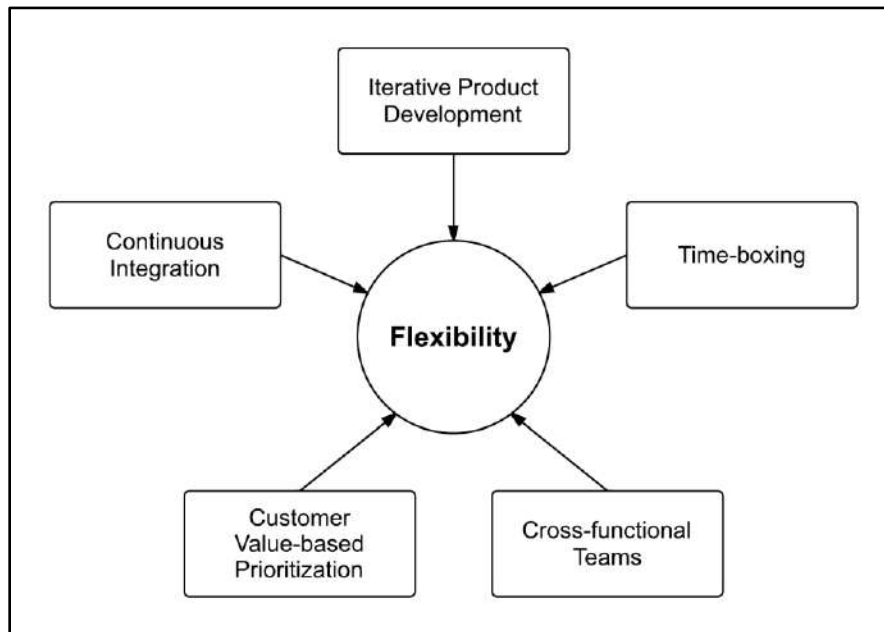 Iterative Product
Development
Continuous
Integration
Time-boxing
Flexibility
Customer
Value-based
Prioritization
Cross-functional
Teams